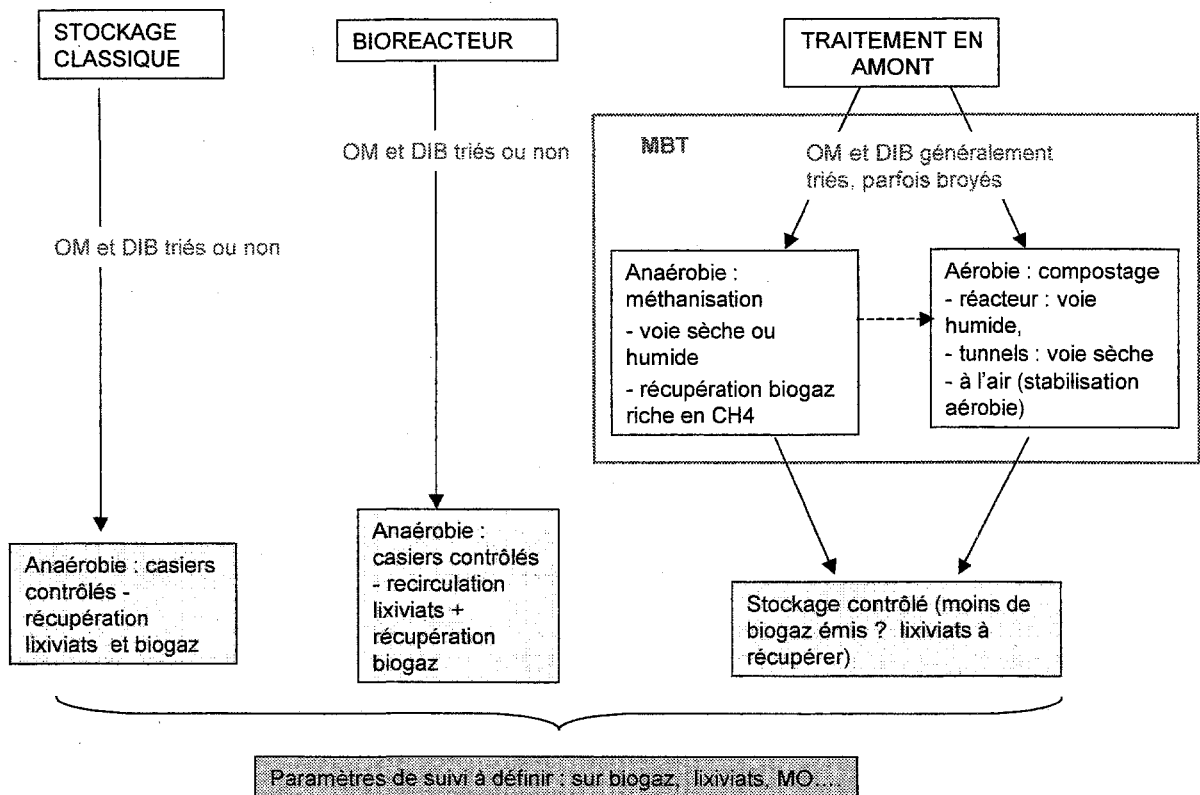 STOCKAGE
CLASSIQUE
BIOREACTEUR
TRAITEMENT EN
AMONT
OM et DIB triés ou non
OM et DIB triés ou non
MBT
OM et DIB généralement
triés, parfois broyés
Anaérobie :
méthanisation
- voie sèche ou
humide
- récupération biogaz
riche en CH4
Aérobie : compostage
- réacteur : voie
humide,
- tunnels : voie sèche
- à l'air (stabilisation
aérobie)
Anaérobie : casiers
contrôlés -
récupération
lixiviats et biogaz
Anaérobie :
casiers contrôlés
- recirculation
lixiviats +
récupération
biogaz
Stockage contrôlé (moins de
biogaz émis ? lixiviats à
récupérer)
Paramètres de suivi à définir : sur biogaz, lixiviats, MO....